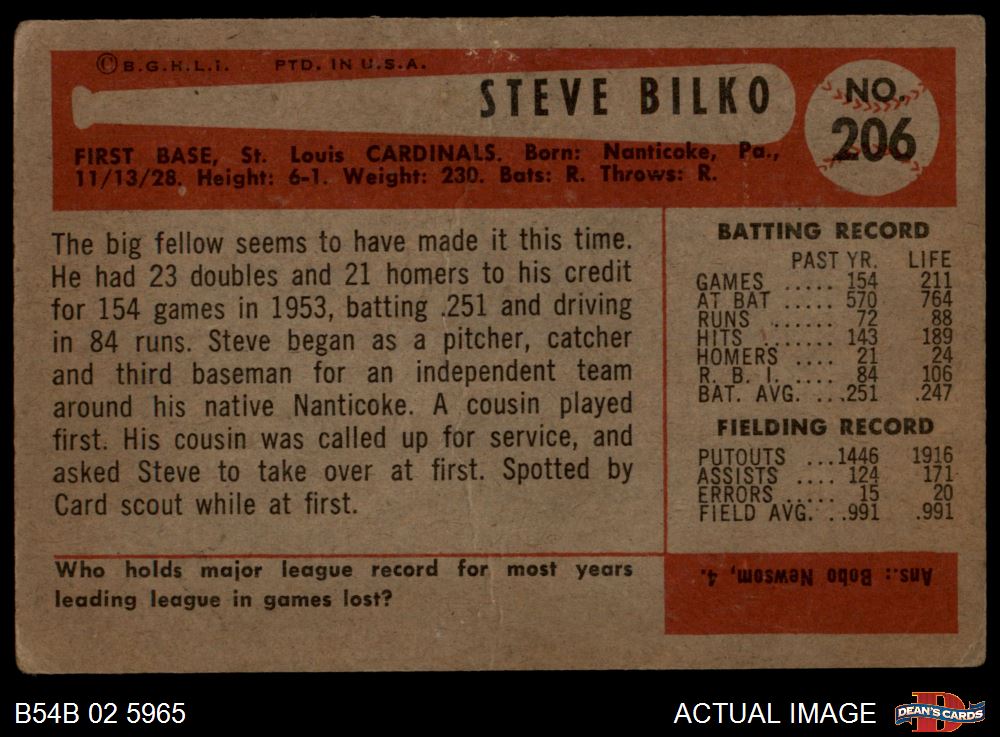 ©B.G.H.L.I. PTD. IN U.S.A.
STEVE BILKO
NO.
206
FIRST BASE, St. Louis CARDINALS. Born: Nanticoke, Pa.,
11/13/28. Height: 6-1. Weight: 230. Bats: R. Throws: R.
The big fellow seems to have made it this time.
He had 23 doubles and 21 homers to his credit
for 154 games in 1953, batting .251 and driving
in 84 runs. Steve began as a pitcher, catcher
and third baseman for an independent team
around his native Nanticoke. A cousin played
first. His cousin was called up for service, and
asked Steve to take over at first. Spotted by
Card scout while at first.
BATTING RECORD
PAST YR. LIFE
GAMES ..... 154 211
AT BAT ..... 570 764
RUNS ...... 72 88
HITS ....... 143 189
HOMERS .... 21 24
R. B. I. .... 84 106
BAT. AVG. ...251 .247
FIELDING RECORD
PUTOUTS ...1446 1916
ASSISTS .... 124 171
ERRORS ..... 15 20
FIELD AVG. ..991 .991
Who holds major league record for most years
leading league in games lost?
Ans.: Bobo Newsom, 4.
B54B 02 5965
ACTUAL IMAGE
DEAN'S CARDS